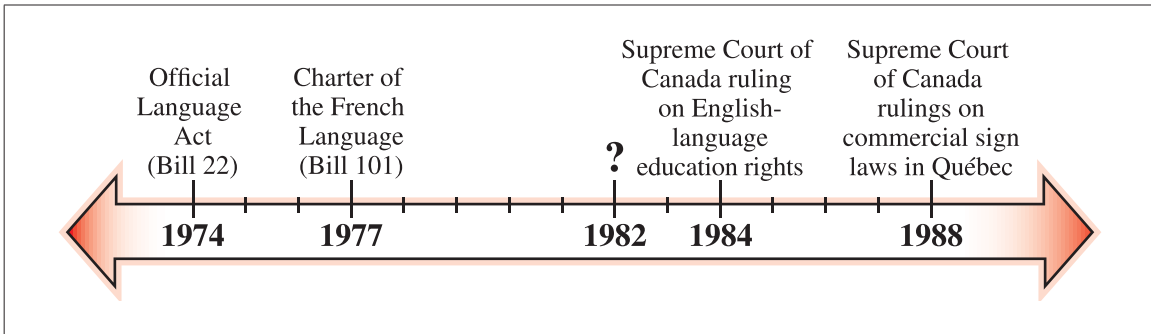 Official
Language
Act
(Bill 22)
Charter of
the French
Language
(Bill 101)
?
Supreme Court of
Canada ruling
on English-
language
education rights
Supreme Court
of Canada
rulings on
commercial sign
laws in Québec
1974
1977
1982
1984
1988